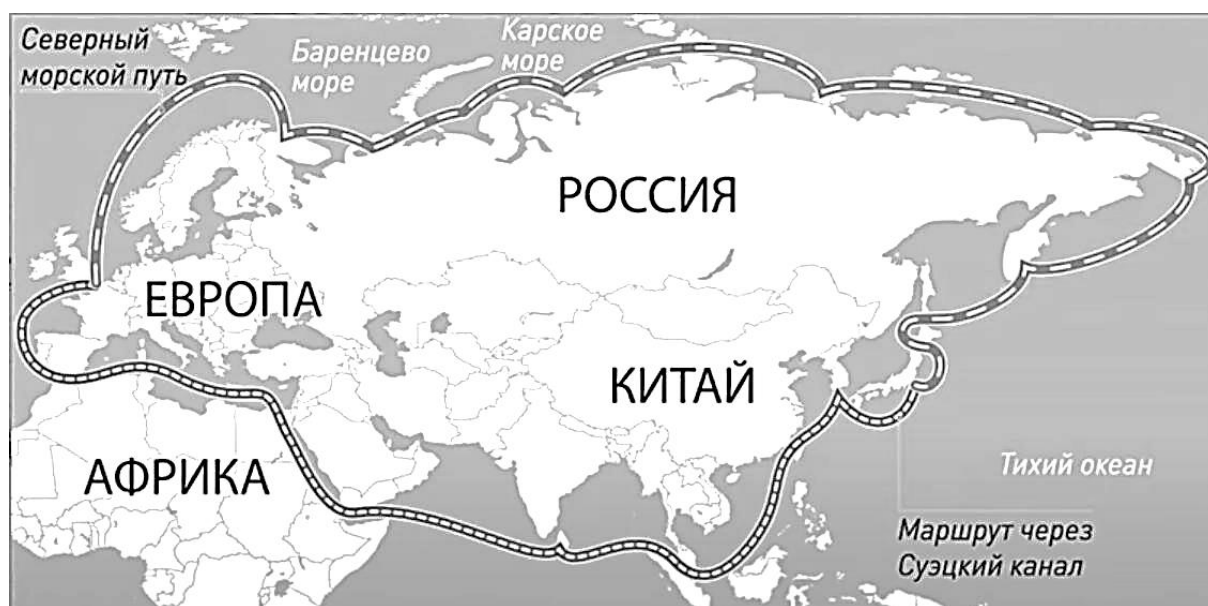 Северный
морской путь
Баренцево
море
Карское
море
РОССИЯ
ЕВРОПА
КИТАЙ
АФРИКА
Тихий океан
Маршрут через
Суэцкий канал